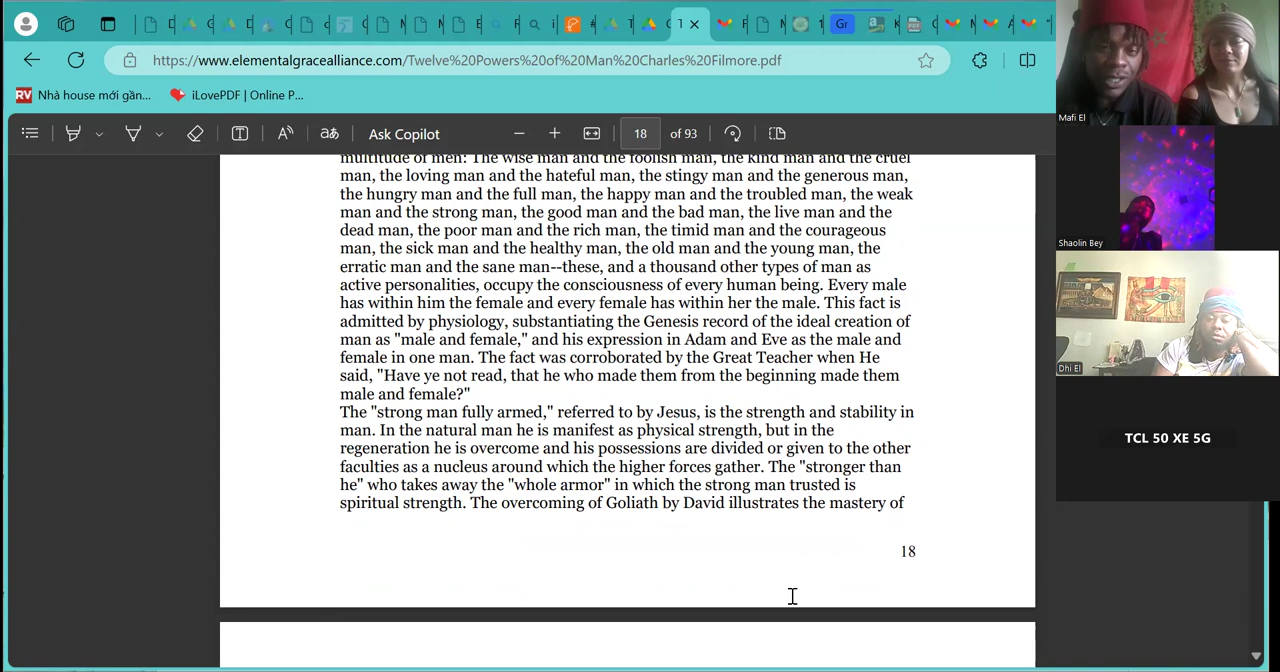 https://www.elementalgracealliance.com/Twelve%20Powers%20of%20Man%20Charles%20Filmore.pdf
Nhà house mới gần...
iLovePDF | Online P...
Ask Copilot
18 of 93
multitude of men: The wise man and the foolish man, the kind man and the cruel
man, the loving man and the hateful man, the stingy man and the generous man,
the hungry man and the full man, the happy man and the troubled man, the weak
man and the strong man, the good man and the bad man, the live man and the
dead man, the poor man and the rich man, the timid man and the courageous
man, the sick man and the healthy man, the old man and the young man, the
erratic man and the sane man--these, and a thousand other types of man as
active personalities, occupy the consciousness of every human being. Every male
has within him the female and every female has within her the male. This fact is
admitted by physiology, substantiating the Genesis record of the ideal creation of
man as "male and female," and his expression in Adam and Eve as the male and
female in one man. The fact was corroborated by the Great Teacher when He
said, "Have ye not read, that he who made them from the beginning made them
male and female?"
The "strong man fully armed," referred to by Jesus, is the strength and stability in
man. In the natural man he is manifest as physical strength, but in the
regeneration he is overcome and his possessions are divided or given to the other
faculties as a nucleus around which the higher forces gather. The "stronger than
he" who takes away the "whole armor" in which the strong man trusted is
spiritual strength. The overcoming of Goliath by David illustrates the mastery of
18
Mafi El
Shaolin Bey
Dhi El
TCL 50 XE 5G